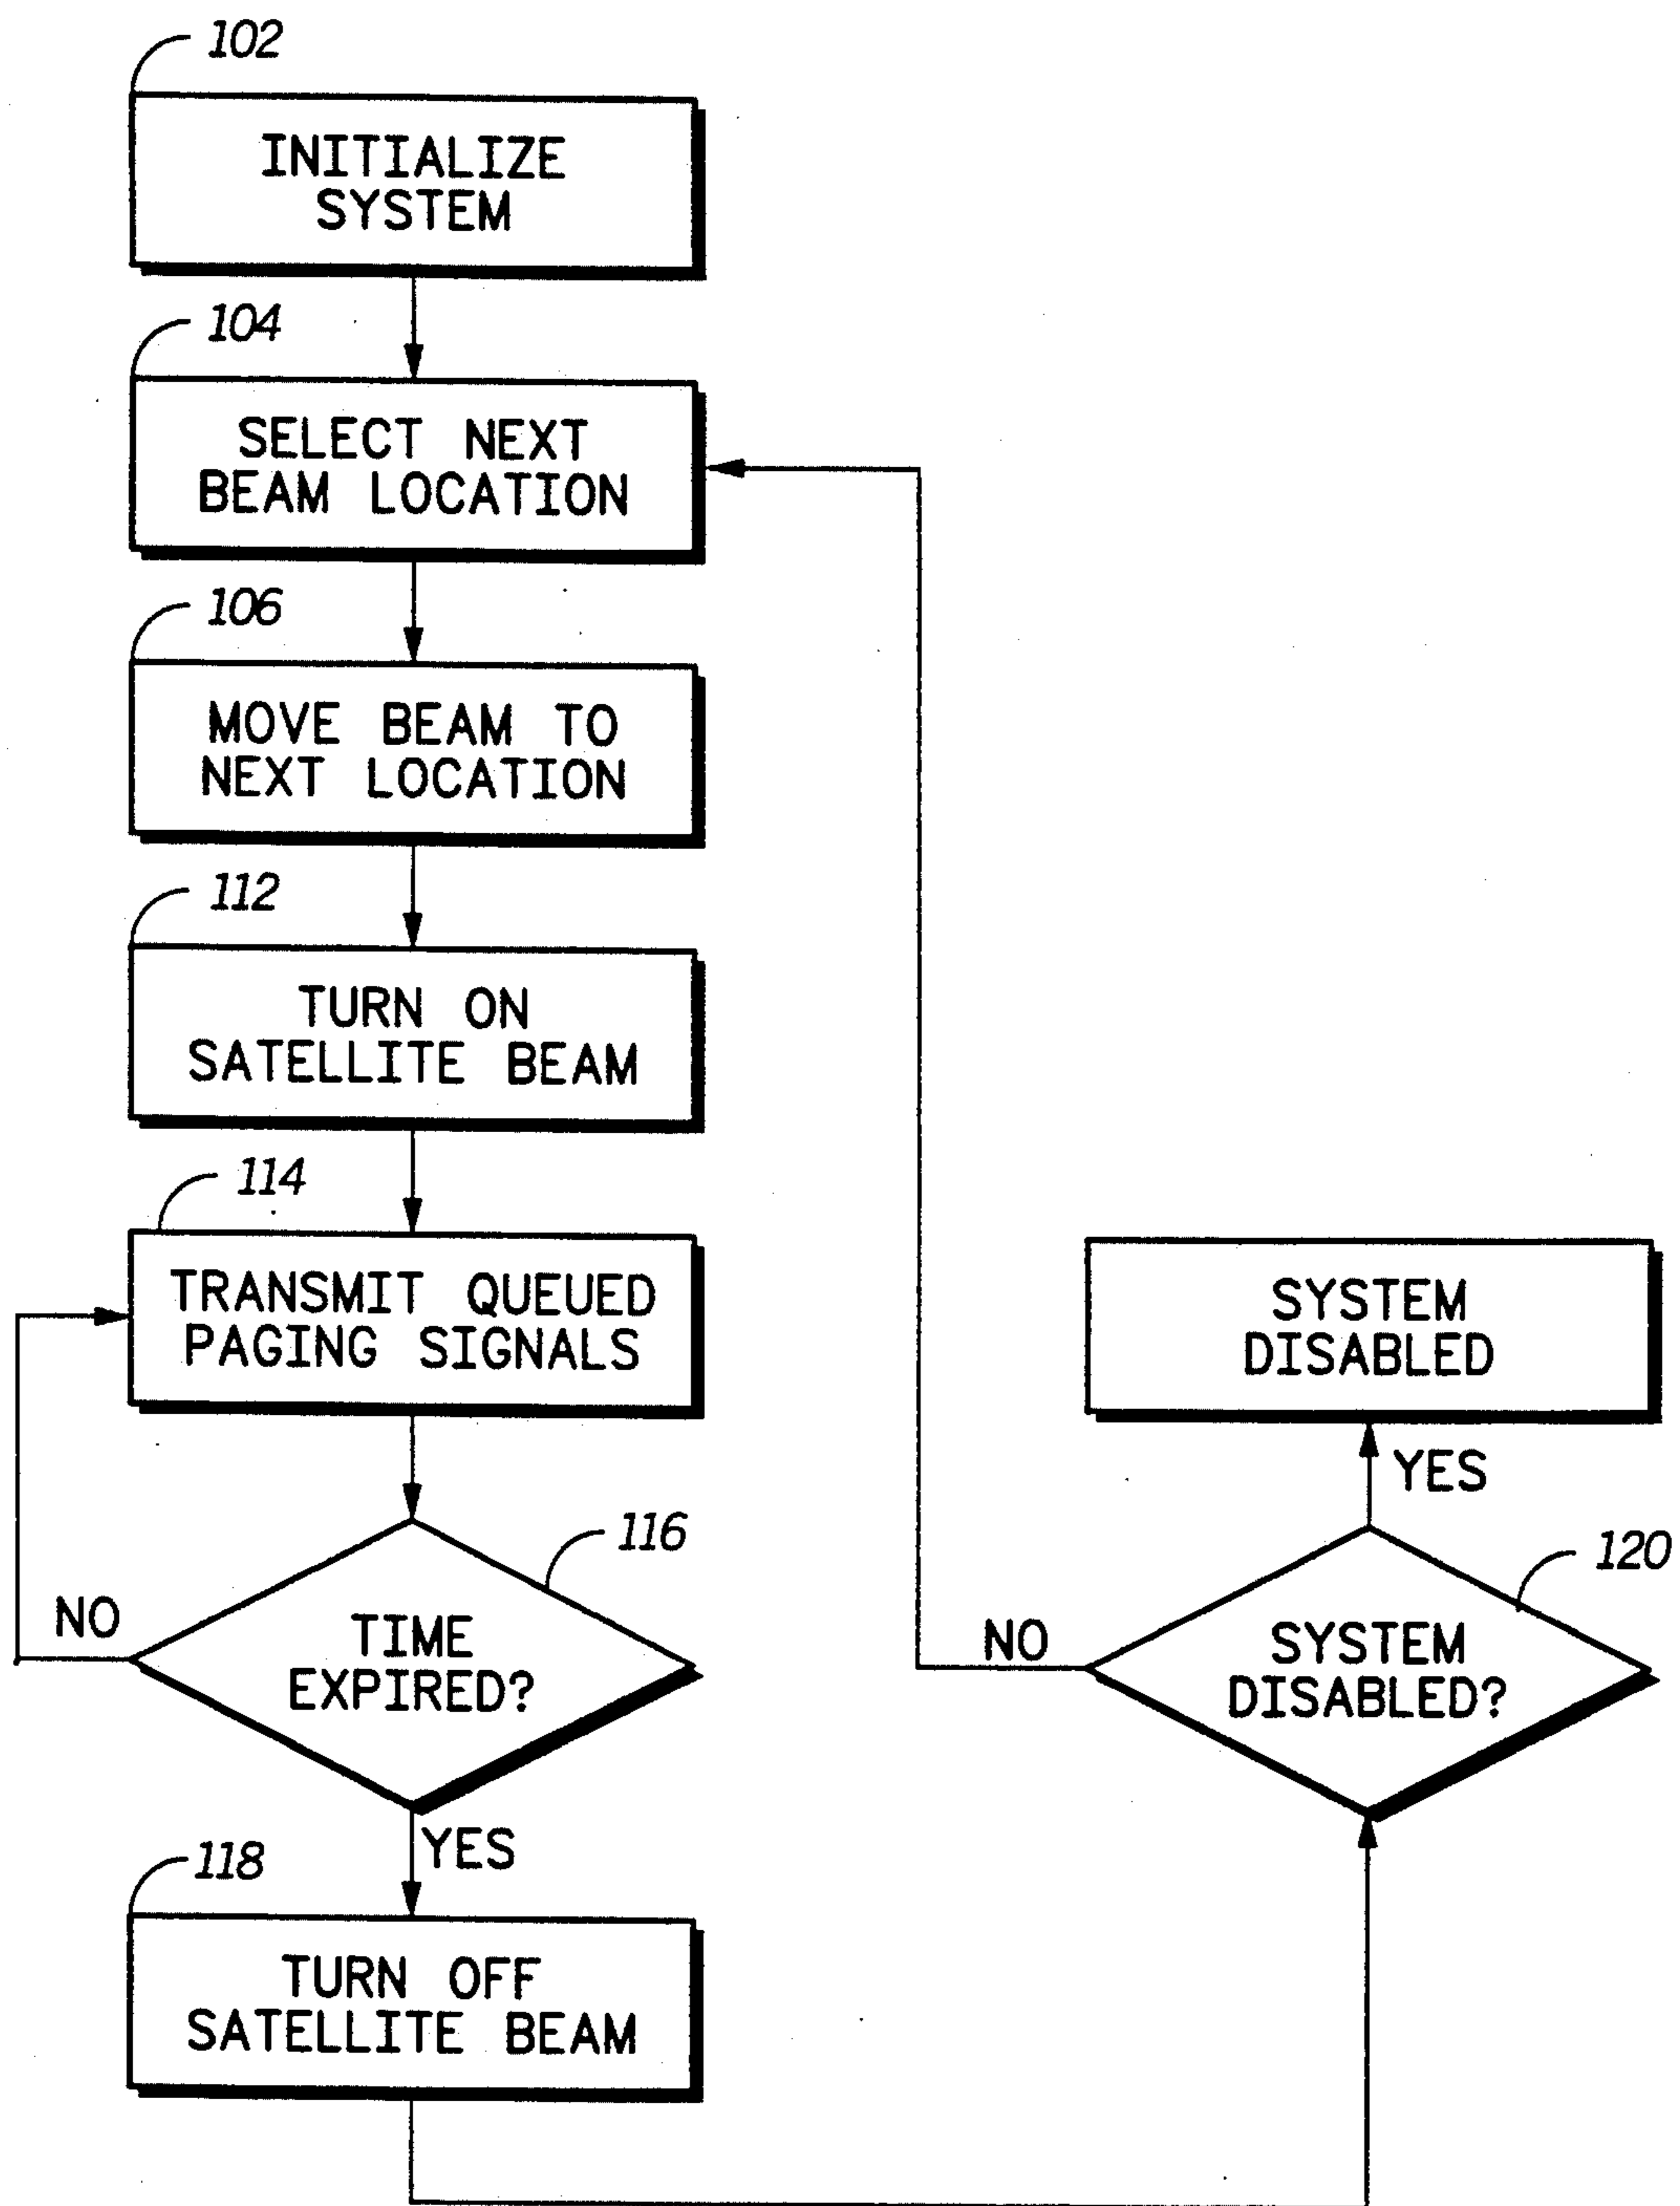 102
INITIALIZE
SYSTEM
104
SELECT NEXT
BEAM LOCATION
106
MOVE BEAM TO
NEXT LOCATION
112
TURN ON
SATELLITE BEAM
114
TRANSMIT QUEUED
PAGING SIGNALS
116
NO
TIME
EXPIRED?
YES
118
TURN OFF
SATELLITE BEAM
SYSTEM
DISABLED
YES
120
NO
SYSTEM
DISABLED?